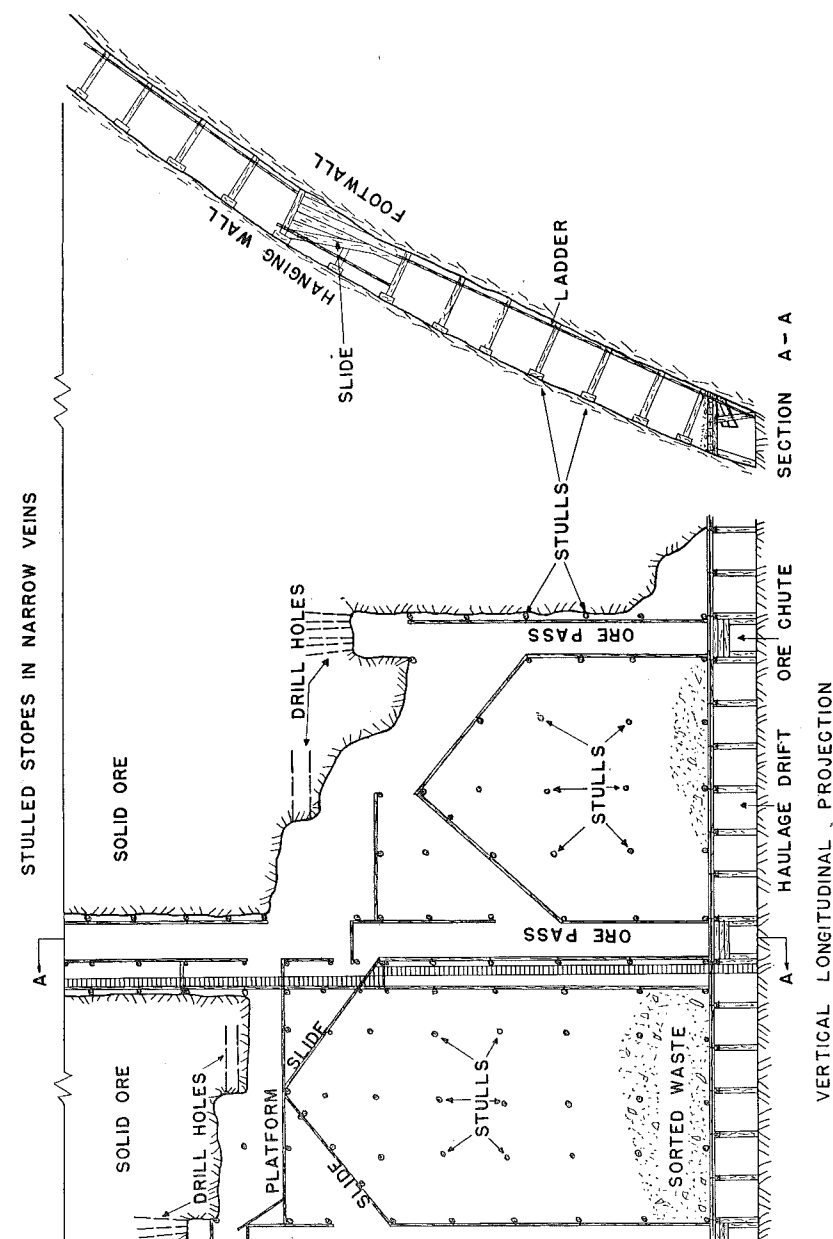 STULLED STOPES IN NARROW VEINS
SOLID ORE
SOLID ORE
A
DRILL HOLES
DRILL HOLES
PLATFORM
SLIDE
SLIDE
STULLS
SORTED WASTE
ORE PASS
STULLS
ORE PASS
STULLS
HANGING WALL
FOOTWALL
SLIDE
LADDER
A
HAULAGE DRIFT
ORE CHUTE
SECTION A-A
VERTICAL LONGITUDINAL PROJECTION